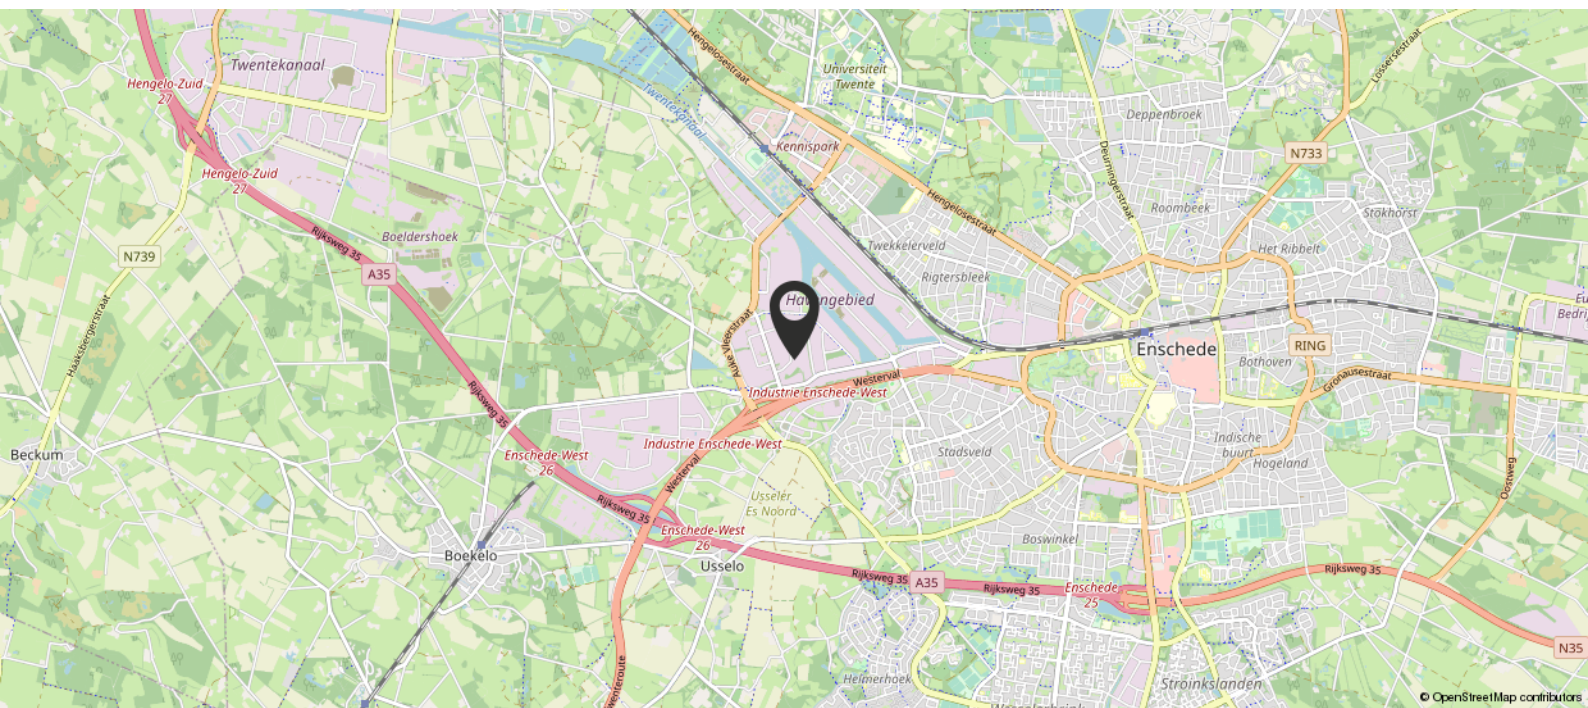 Hengelosestraat
Lossersestraat
Twentekanaal
Universiteit
Twente
Hengelo-Zuid
27
Twentekanaal
Deppenbroek
Kennispark
N733
Deurningerstraat
Hengelo-Zuid
27
Hengelosestraat
Roombeek
Stokhorst
Rijksweg 35
Boeldershoek
Twekkelerveld
Het Ribbelt
N739
A35
Rigtersbleek
Haaksbergerstraat
Auke Vleerstraat
Enschede
RING
Bothoven
Gronausestraat
Westerval
Industrie Enschede-West
Rijksweg 35
Industrie Enschede-West
Indische
buurt
Stadsveld
Hogeland
Beckum
Enschede-West
26
Westerval
Oostweg
Usseler
Es Noord
Rijksweg 35
Enschede-West
26
Boswinkel
Boekelo
Usselo
Rijksweg 35
A35
Rijksweg 35
Enschede
25
Rijksweg 35
N35
Helmerhoek
Stroinkslanden
© OpenStreetMap contributors